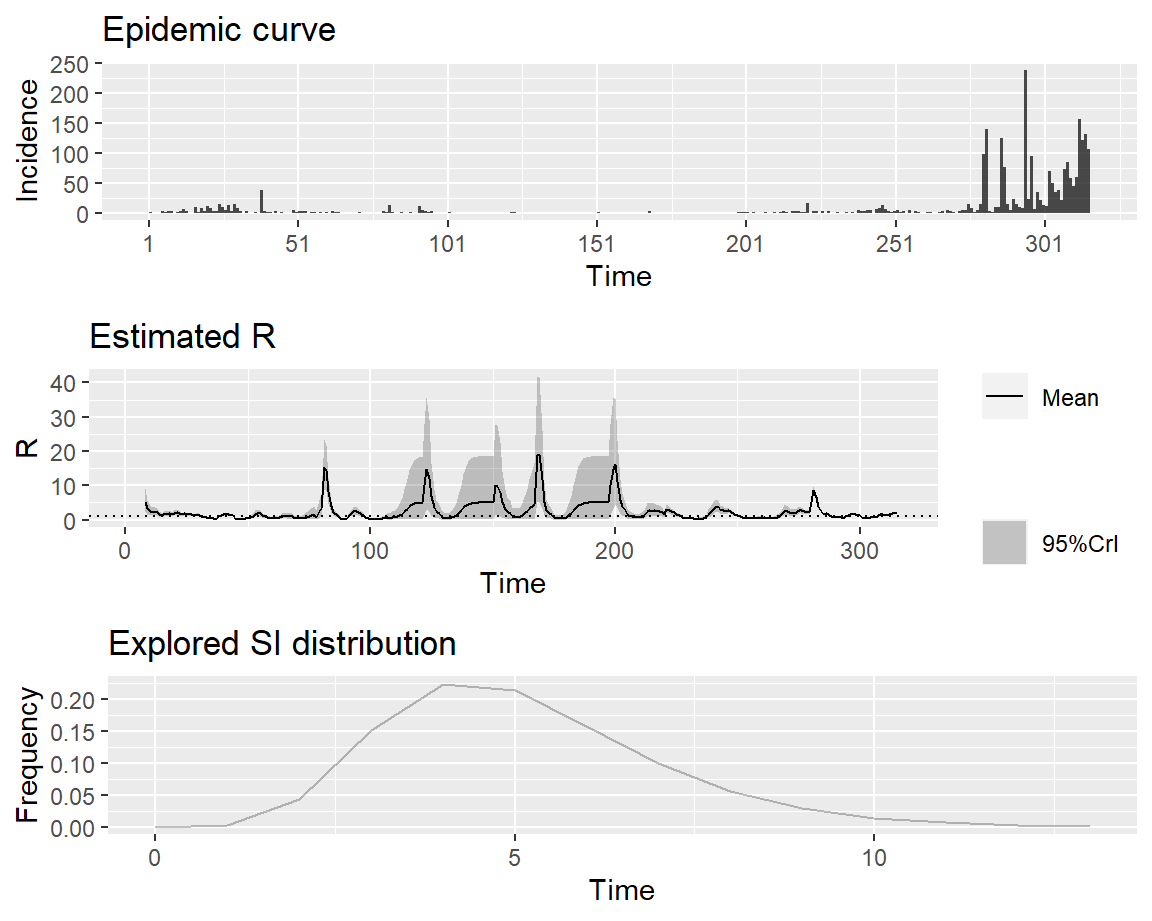 Epidemic curve
Incidence
250
200
150
100
50
0
1 51 101 151 201 251 301
Time
Estimated R
R
40
30
20
10
0
0 100 200 300
Time
Mean
95%CrI
Explored SI distribution
Frequency
0.20
0.15
0.10
0.05
0.00
0 5 10
Time